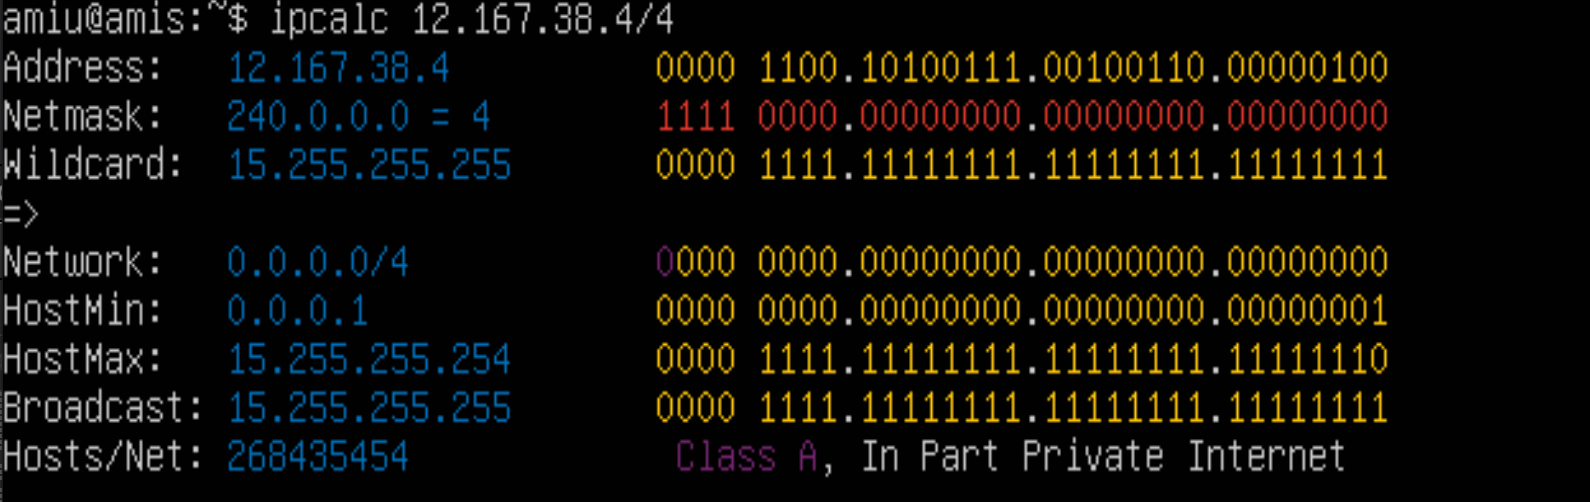 amiu@amis:~$ ipcalc 12.167.38.4/4
Address:   12.167.38.4          0000 1100.10100111.00100110.00000100
Netmask:   240.0.0.0 = 4        1111 0000.00000000.00000000.00000000
Wildcard:  15.255.255.255       0000 1111.11111111.11111111.11111111
=>
Network:   0.0.0.0/4            0000 0000.00000000.00000000.00000000
HostMin:   0.0.0.1              0000 0000.00000000.00000000.00000001
HostMax:   15.255.255.254       0000 1111.11111111.11111111.11111110
Broadcast: 15.255.255.255       0000 1111.11111111.11111111.11111111
Hosts/Net: 268435454             Class A, In Part Private Internet